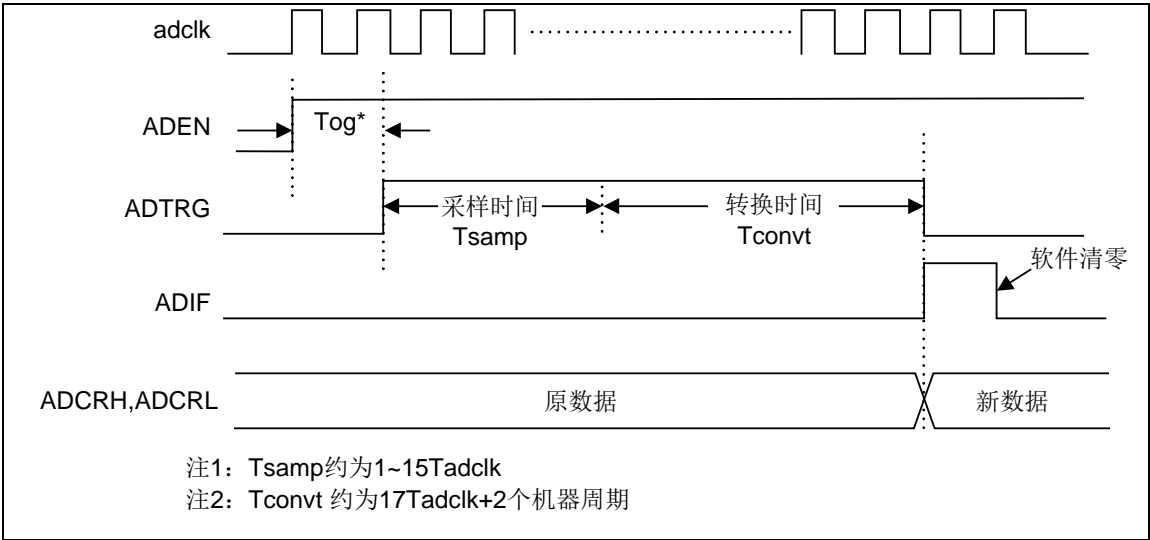 adclk
ADEN
Tog*
ADTRG
采样时间
Tsamp
转换时间
Tconvt
软件清零
ADIF
ADCRH,ADCRL
原数据
新数据
注1：Tsamp约为1~15Tadclk
注2：Tconvt 约为17Tadclk+2个机器周期